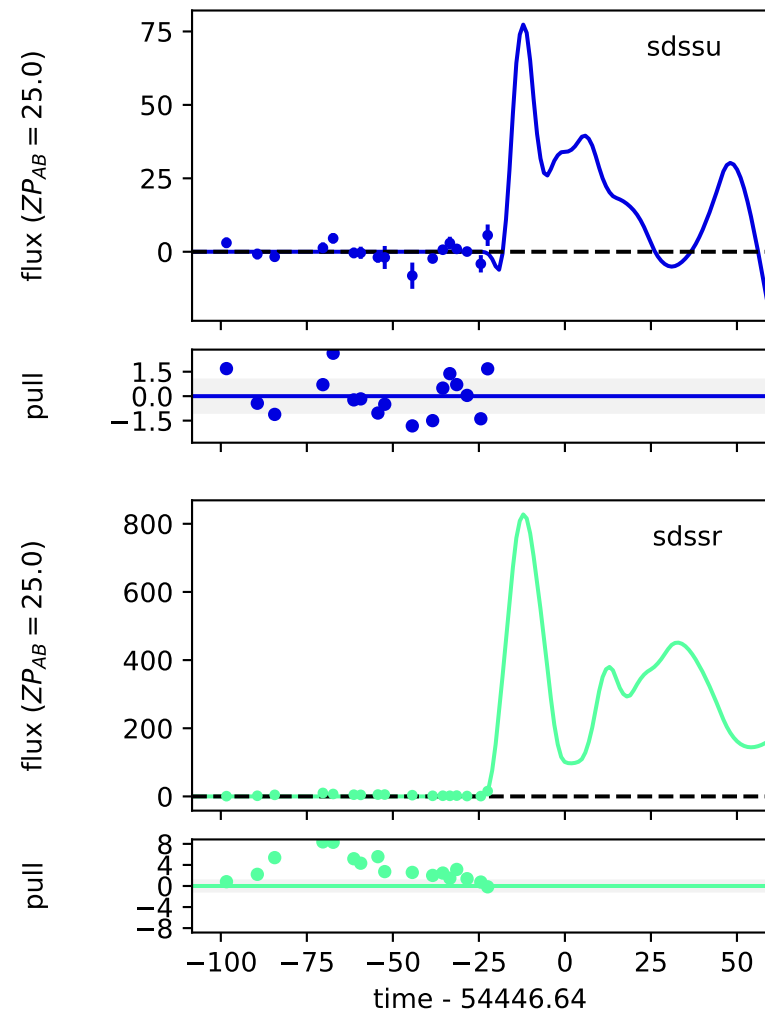 sdssu
flux (ZP_AB = 25.0)
75
50
25
0
pull
1.5
0.0
−1.5
sdssr
flux (ZP_AB = 25.0)
800
600
400
200
0
pull
8
4
0
−4
−8
−100 −75 −50 −25 0 25 50
time - 54446.64